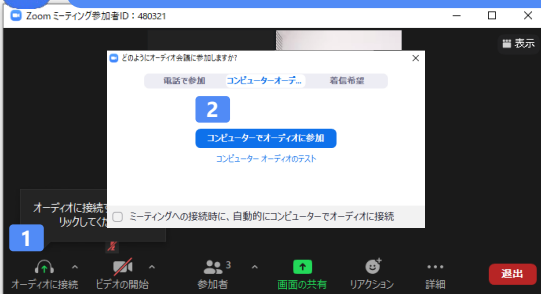 Zoom ミーティング参加者ID：480321
表示
どのようにオーディオ会議に参加しますか?
電話で参加 コンピューターオーデ... 着信希望
2
コンピューターでオーディオに参加
コンピューター オーディオのテスト
ミーティングへの接続時に、自動的にコンピューターでオーディオに接続
オーディオに接続す
リックしてくだ
1
オーディオに接続 ビデオの開始 参加者 3 画面の共有 リアクション 詳細 退出